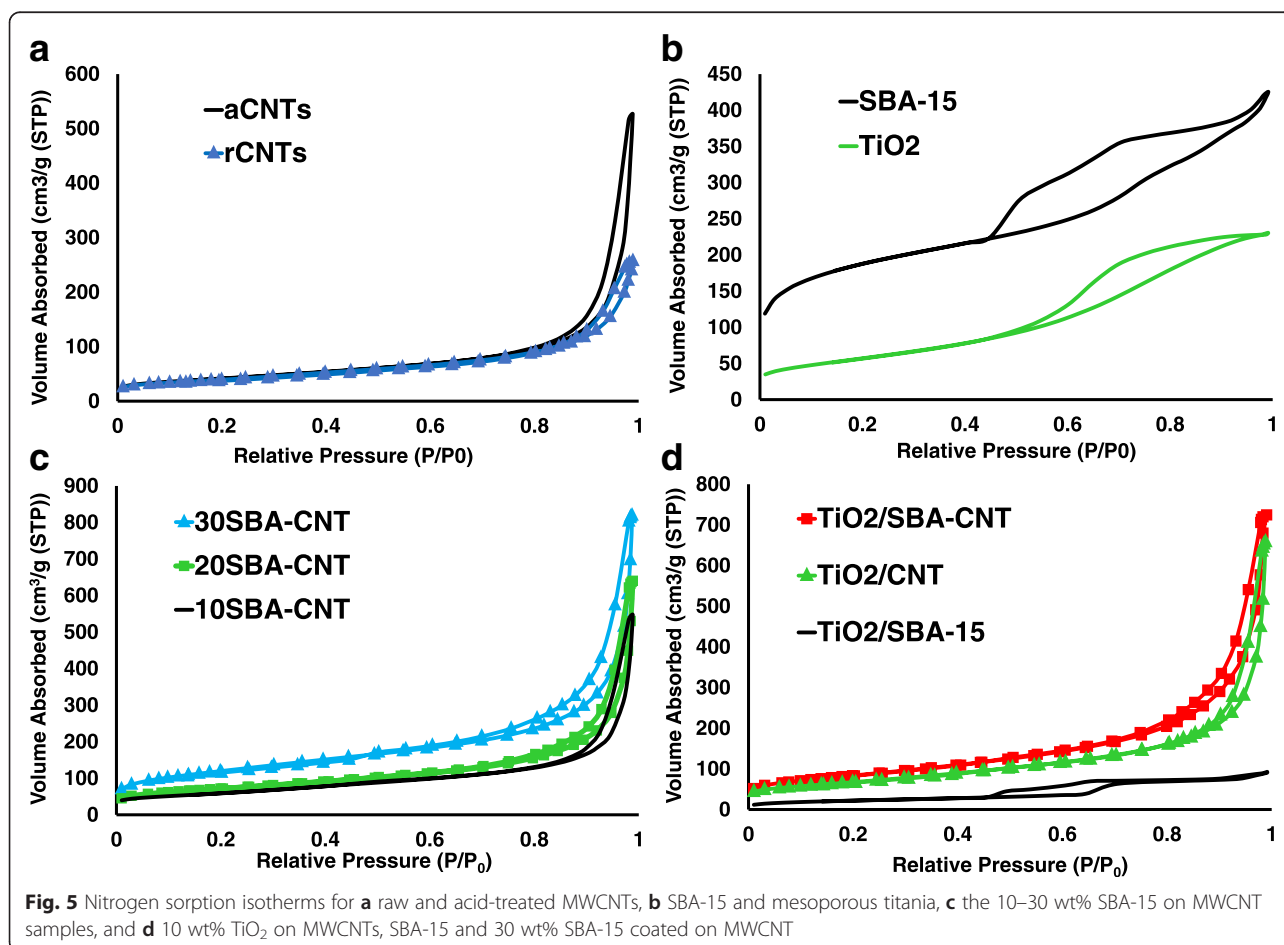 a
600
500
400
300
200
100
0
Volume Absorbed (cm3/g (STP))
aCNTs
rCNTs
0 0.2 0.4 0.6 0.8 1
Relative Pressure (P/P0)
b
450
400
350
300
250
200
150
100
50
0
Volume Absorbed (cm3/g (STP))
SBA-15
TiO2
0 0.2 0.4 0.6 0.8 1
Relative Pressure (P/P0)
c
900
800
700
600
500
400
300
200
100
0
Volume Absorbed (cm³/g (STP))
30SBA-CNT
20SBA-CNT
10SBA-CNT
0 0.2 0.4 0.6 0.8 1
Relative Pressure (P/P₀)
d
800
700
600
500
400
300
200
100
0
Volume Absorbed (cm3/g (STP))
TiO2/SBA-CNT
TiO2/CNT
TiO2/SBA-15
0 0.2 0.4 0.6 0.8 1
Relative Pressure (P/P₀)
Fig. 5 Nitrogen sorption isotherms for a raw and acid-treated MWCNTs, b SBA-15 and mesoporous titania, c the 10–30 wt% SBA-15 on MWCNT
samples, and d 10 wt% TiO₂ on MWCNTs, SBA-15 and 30 wt% SBA-15 coated on MWCNT